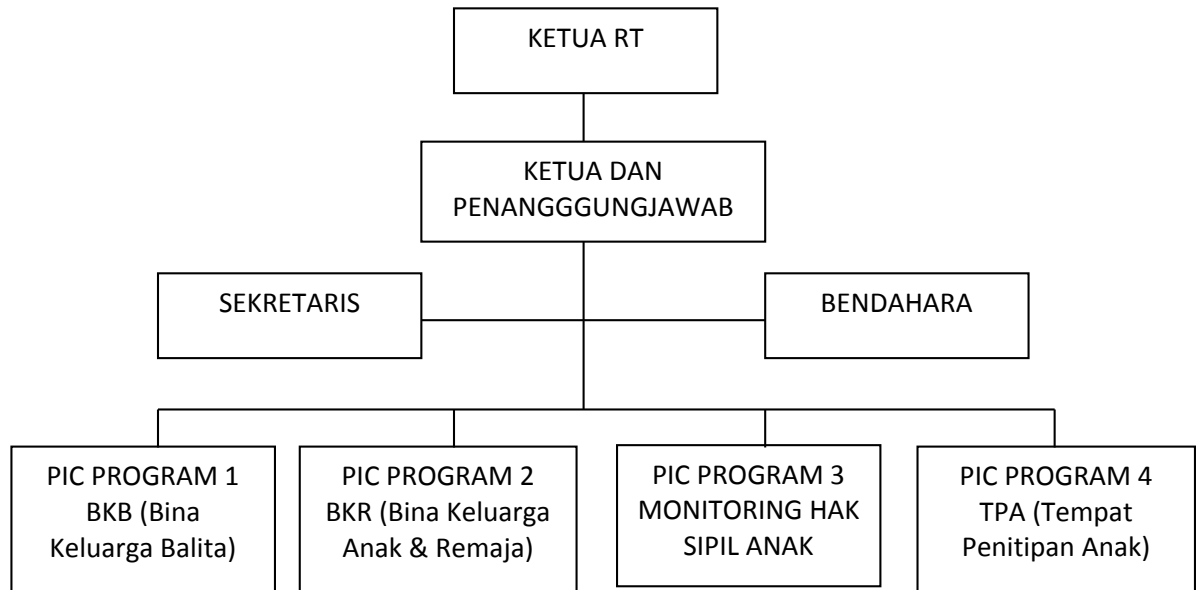 KETUA RT
KETUA DAN
PENANGGGUNGJAWAB
SEKRETARIS
BENDAHARA
PIC PROGRAM 1
BKB (Bina
Keluarga Balita)
PIC PROGRAM 2
BKR (Bina Keluarga
Anak & Remaja)
PIC PROGRAM 3
MONITORING HAK
SIPIL ANAK
PIC PROGRAM 4
TPA (Tempat
Penitipan Anak)